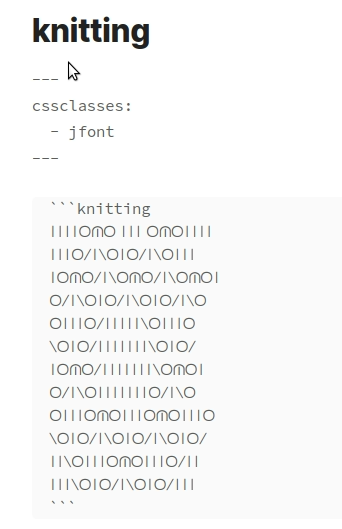 knitting
---
cssclasses:
  - jfont
---
```knitting
||||OMO ||| OMO||||
|||O/|\O|O/|\O|||
|OMO/|\OMO/|\OMO|
O/|\O|O/|\O|O/|\O
O|||O/|||||\O|||O
\O|O/|||||||\O|O/
|OMO/|||||||\OMO|
O/|\O|||||||O/|\O
O|||OMO|||OMO|||O
\O|O/|\O|O/|\O|O/
||\O|||OMO|||O/||
|||\O|O/|\O|O/|||
```